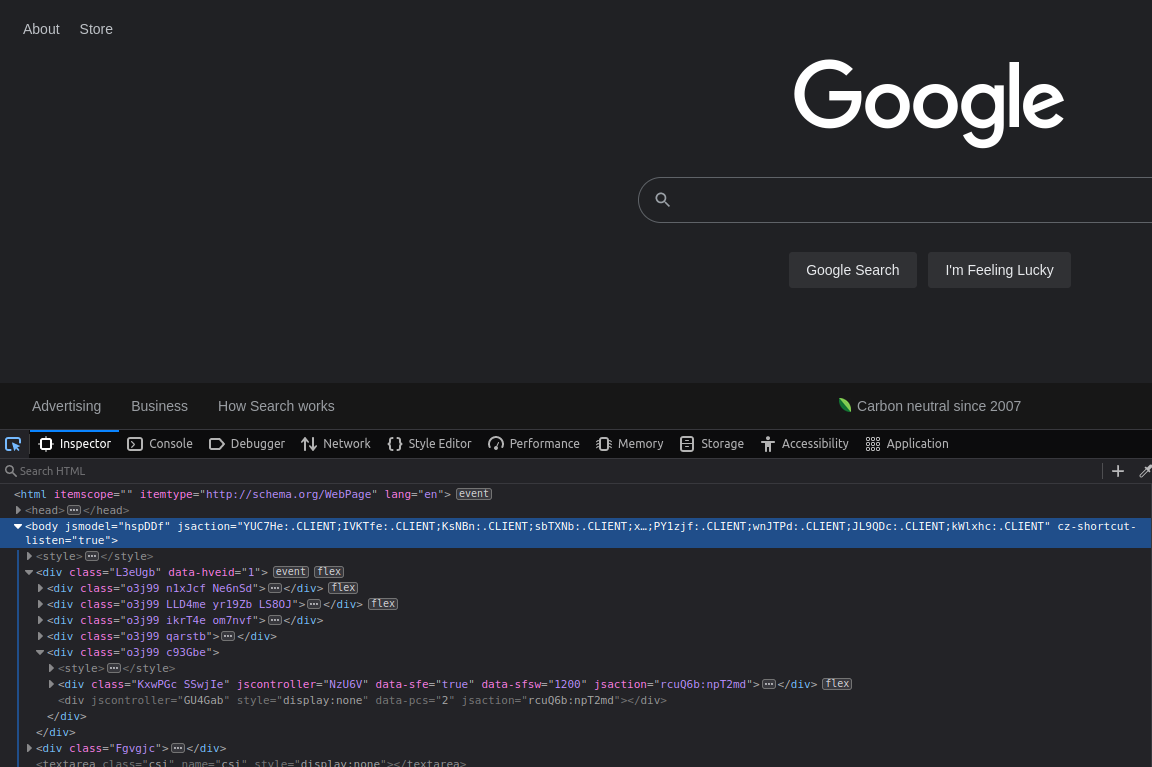 About Store
Google
Google Search I'm Feeling Lucky
Advertising Business How Search works Carbon neutral since 2007
Inspector Console Debugger Network Style Editor Performance Memory Storage Accessibility Application
Search HTML
<html itemscope="" itemtype="http://schema.org/WebPage" lang="en"> event
<head></head>
<body jsmodel="hspDDf" jsaction="YUC7He:.CLIENT;IVKTfe:.CLIENT;KsNBn:.CLIENT;sbTXNb:.CLIENT;x…;PY1zjf:.CLIENT;wnJTPd:.CLIENT;JL9QDc:.CLIENT;kWlxhc:.CLIENT" cz-shortcut-
listen="true">
<style></style>
<div class="L3eUgb" data-hveid="1"> event flex
<div class="o3j99 n1xJcf Ne6nSd"></div> flex
<div class="o3j99 LLD4me yr19Zb LS8OJ"></div> flex
<div class="o3j99 ikrT4e om7nvf"></div>
<div class="o3j99 qarstb"></div>
<div class="o3j99 c93Gbe">
<style></style>
<div class="KxwPGc SSwjIe" jscontroller="NzU6V" data-sfe="true" data-sfsw="1200" jsaction="rcuQ6b:npT2md"></div> flex
<div jscontroller="GU4Gab" style="display:none" data-pcs="2" jsaction="rcuQ6b:npT2md"></div>
</div>
</div>
<div class="Fgvgjc"></div>
<textarea class="csi" name="csi" style="display:none"></textarea>